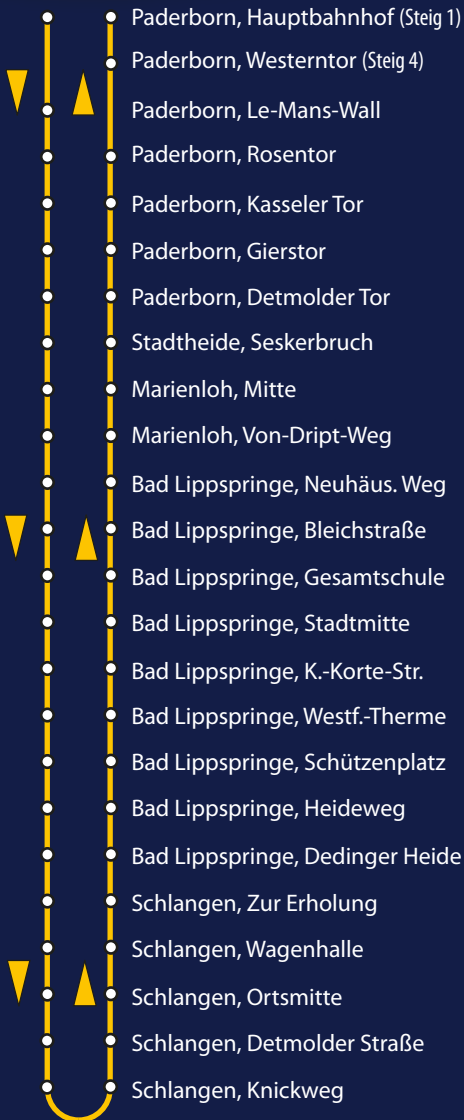 Paderborn, Hauptbahnhof (Steig 1)
Paderborn, Westerntor (Steig 4)
Paderborn, Le-Mans-Wall
Paderborn, Rosentor
Paderborn, Kasseler Tor
Paderborn, Gierstor
Paderborn, Detmolder Tor
Stadtheide, Seskerbruch
Marienloh, Mitte
Marienloh, Von-Dript-Weg
Bad Lippspringe, Neuhäus. Weg
Bad Lippspringe, Bleichstraße
Bad Lippspringe, Gesamtschule
Bad Lippspringe, Stadtmitte
Bad Lippspringe, K.-Korte-Str.
Bad Lippspringe, Westf.-Therme
Bad Lippspringe, Schützenplatz
Bad Lippspringe, Heideweg
Bad Lippspringe, Dedinger Heide
Schlangen, Zur Erholung
Schlangen, Wagenhalle
Schlangen, Ortsmitte
Schlangen, Detmolder Straße
Schlangen, Knickweg